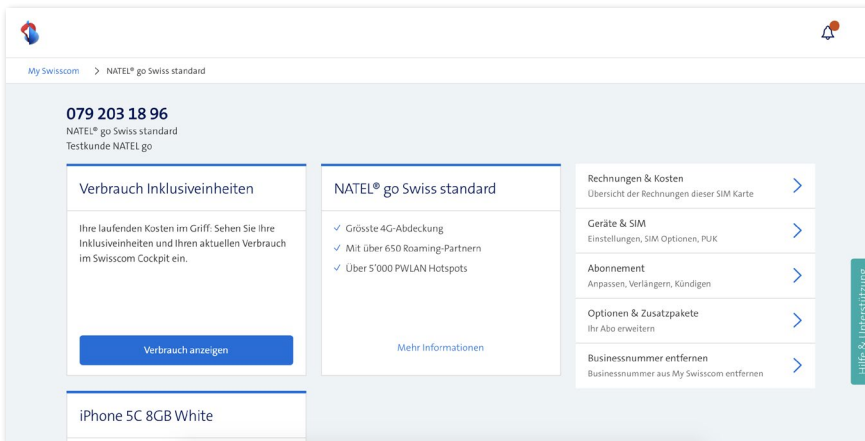 My Swisscom > NATEL® go Swiss standard
079 203 18 96
NATEL® go Swiss standard
Testkunde NATEL go
Verbrauch Inklusiveinheiten
Ihre laufenden Kosten im Griff: Sehen Sie Ihre
Inklusiveinheiten und Ihren aktuellen Verbrauch
im Swisscom Cockpit ein.
Verbrauch anzeigen
NATEL® go Swiss standard
✓ Grösste 4G-Abdeckung
✓ Mit über 650 Roaming-Partnern
✓ Über 5'000 PWLAN Hotspots
Mehr Informationen
Rechnungen & Kosten
Übersicht der Rechnungen dieser SIM Karte
Geräte & SIM
Einstellungen, SIM Optionen, PUK
Abonnement
Anpassen, Verlängern, Kündigen
Optionen & Zusatzpakete
Ihr Abo erweitern
Businessnummer entfernen
Businessnummer aus My Swisscom entfernen
Hilfe & Unterstützung
iPhone 5C 8GB White